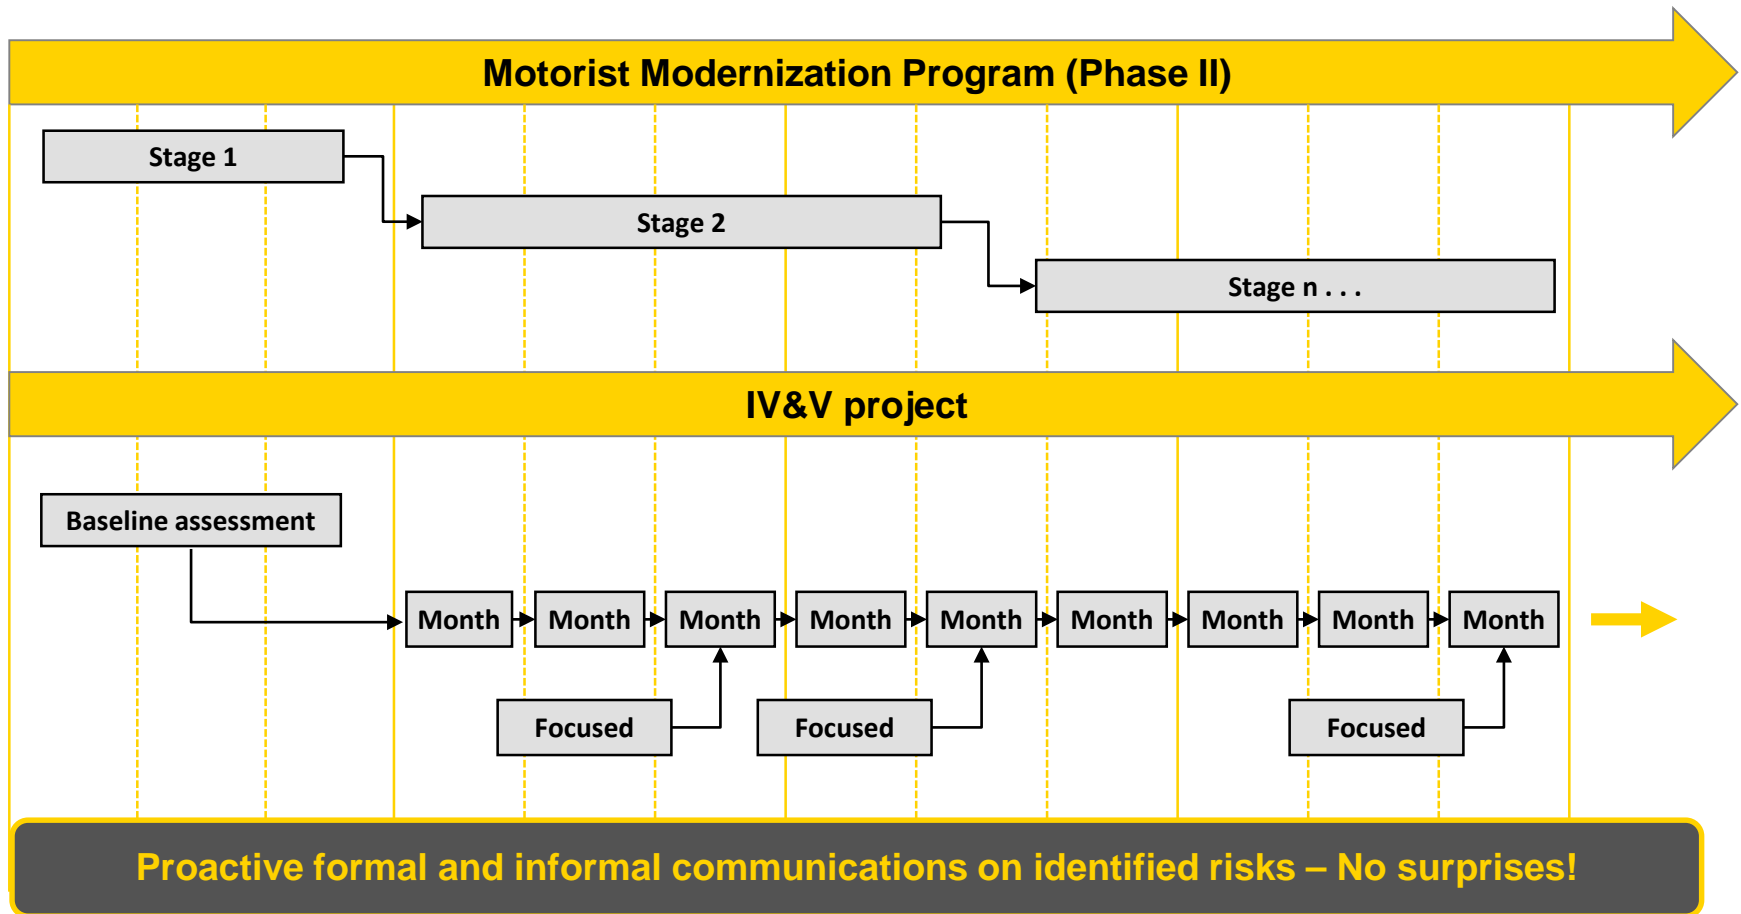 Motorist Modernization Program (Phase II)
Stage 1
Stage 2
Stage n . . .
IV&V project
Baseline assessment
Month
Month
Month
Month
Month
Month
Month
Month
Month
Focused
Focused
Focused
Proactive formal and informal communications on identified risks – No surprises!